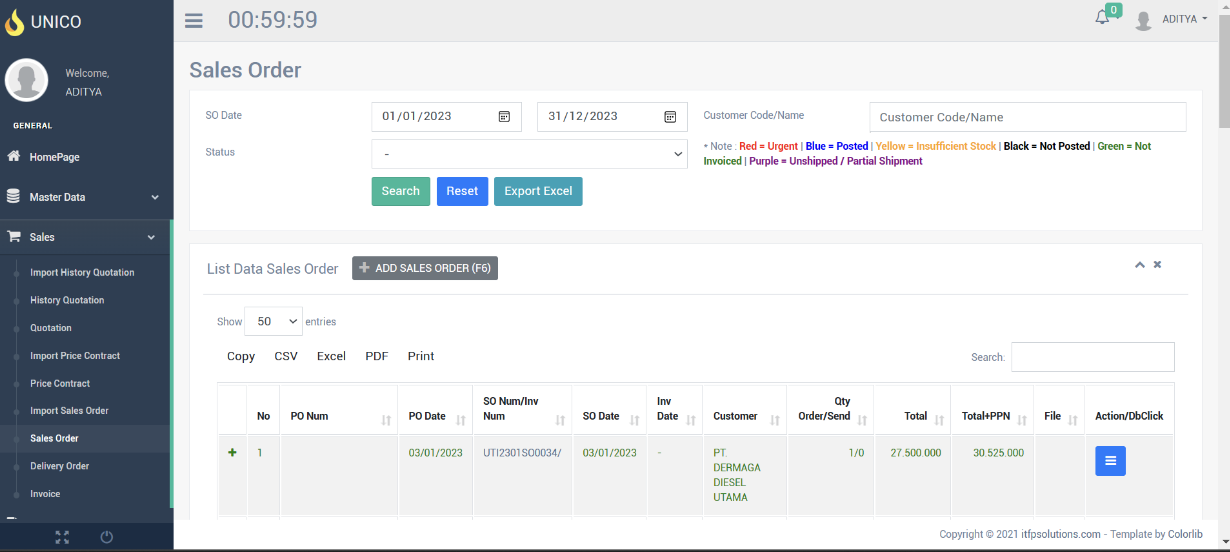 UNICO
00:59:59
0
ADITYA
Welcome,
ADITYA
GENERAL
HomePage
Master Data
Sales
Import History Quotation
History Quotation
Quotation
Import Price Contract
Price Contract
Import Sales Order
Sales Order
Delivery Order
Invoice
Sales Order
SO Date
01/01/2023
31/12/2023
Customer Code/Name
Customer Code/Name
Status
-
* Note : Red = Urgent | Blue = Posted | Yellow = Insufficient Stock | Black = Not Posted | Green = Not
Invoiced | Purple = Unshipped / Partial Shipment
Search
Reset
Export Excel
List Data Sales Order
ADD SALES ORDER (F6)
Show 50 entries
Copy CSV Excel PDF Print
Search:
No
PO Num
PO Date
SO Num/Inv
Num
SO Date
Inv
Date
Customer
Qty
Order/Send
Total
Total+PPN
File
Action/DbClick
1
03/01/2023
UTI2301SO0034/
03/01/2023
-
PT.
DERMAGA
DIESEL
UTAMA
1/0
27.500.000
30.525.000
Copyright © 2021 itfpsolutions.com - Template by Colorlib